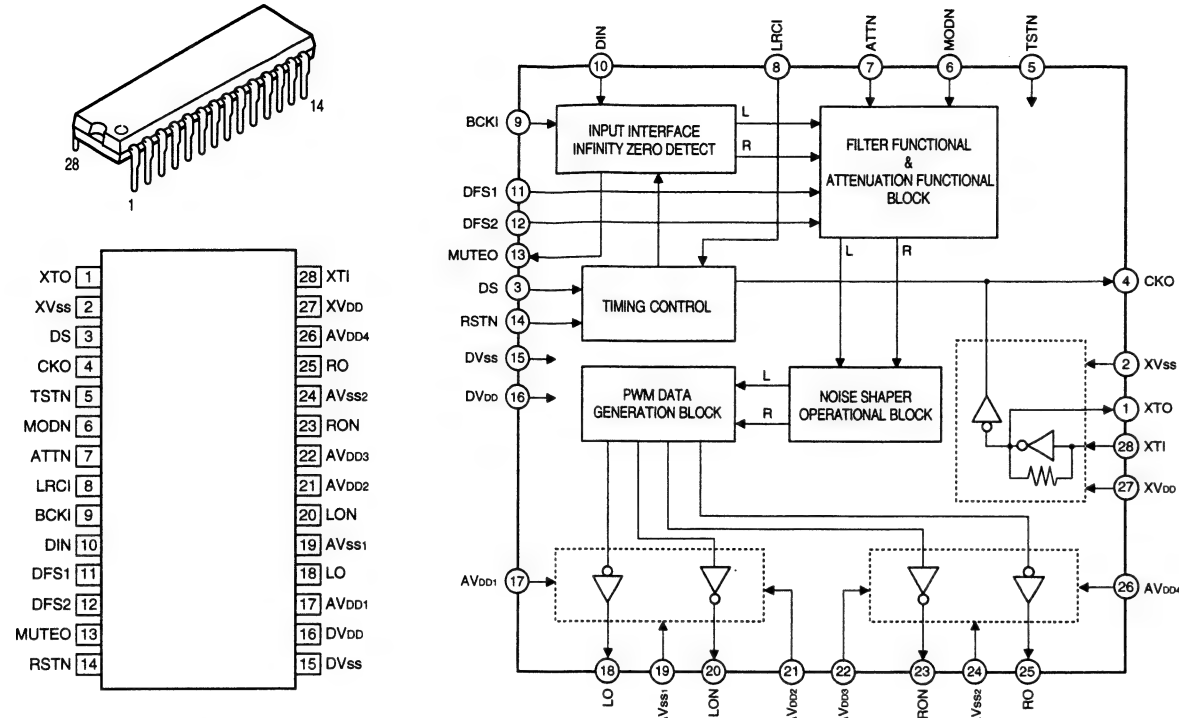 28
14
1
XTO 1
XVss 2
DS 3
CKO 4
TSTN 5
MODN 6
ATTN 7
LRCI 8
BCKI 9
DIN 10
DFS1 11
DFS2 12
MUTEO 13
RSTN 14
28 XTI
27 XVDD
26 AVDD4
25 RO
24 AVss2
23 RON
22 AVDD3
21 AVDD2
20 LON
19 AVss1
18 LO
17 AVDD1
16 DVDD
15 DVss
DIN
10
LRCI
8
ATTN
7
MODN
6
TSTN
5
BCKI 9
DFS1 11
DFS2 12
MUTEO 13
DS 3
RSTN 14
DVss 15
DVDD 16
AVDD1 17
INPUT INTERFACE
INFINITY ZERO DETECT
L
R
FILTER FUNCTIONAL
&
ATTENUATION FUNCTIONAL
BLOCK
L
R
TIMING CONTROL
PWM DATA
GENERATION BLOCK
L
R
NOISE SHAPER
OPERATIONAL BLOCK
4 CKO
2 XVss
1 XTO
28 XTI
27 XVDD
26 AVDD4
18
LO
19
AVss1
20
LON
21
AVDD2
22
AVDD3
23
RON
24
AVss2
25
RO